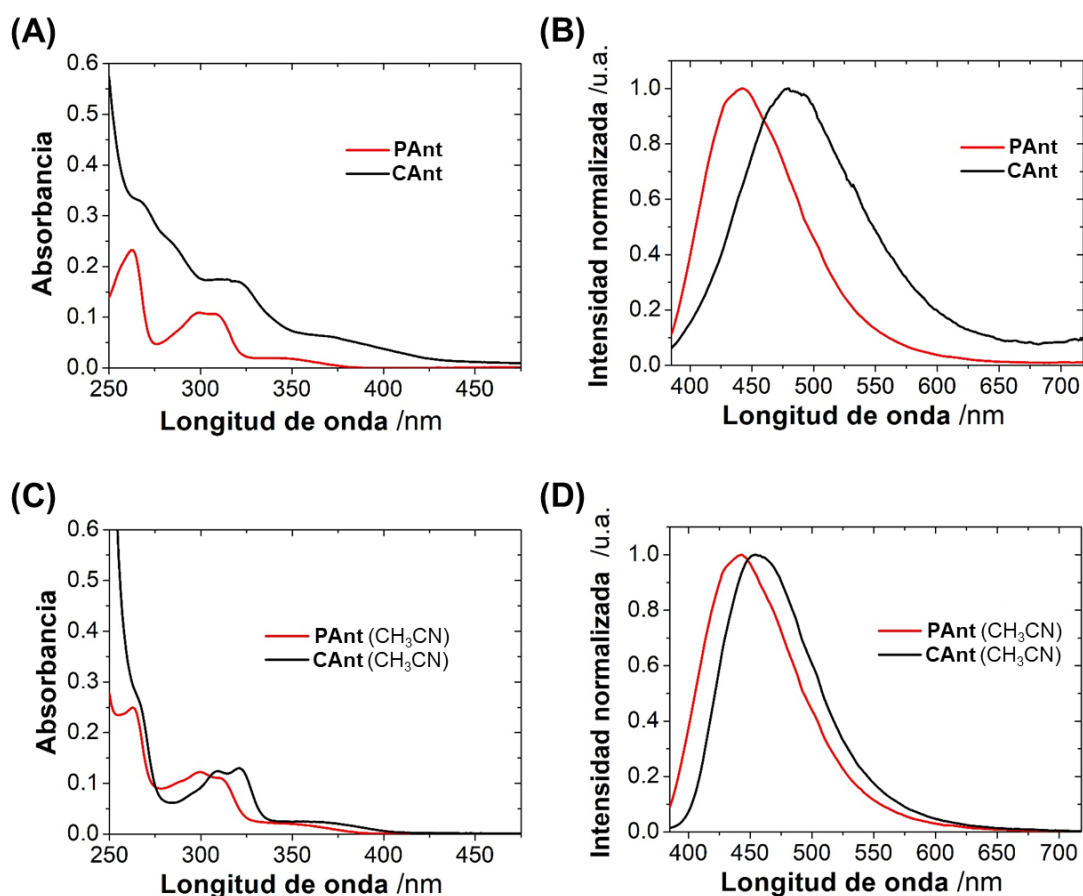 (A)
0.6
0.5
0.4
0.3
0.2
0.1
0.0
Absorbancia
PAnt
CAnt
250 300 350 400 450
Longitud de onda /nm
(B)
1.0
0.8
0.6
0.4
0.2
0.0
Intensidad normalizada /u.a.
PAnt
CAnt
400 450 500 550 600 650 700
Longitud de onda /nm
(C)
0.6
0.5
0.4
0.3
0.2
0.1
0.0
Absorbancia
PAnt (CH₃CN)
CAnt (CH₃CN)
250 300 350 400 450
Longitud de onda /nm
(D)
1.0
0.8
0.6
0.4
0.2
0.0
Intensidad normalizada /u.a.
PAnt (CH₃CN)
CAnt (CH₃CN)
400 450 500 550 600 650 700
Longitud de onda /nm